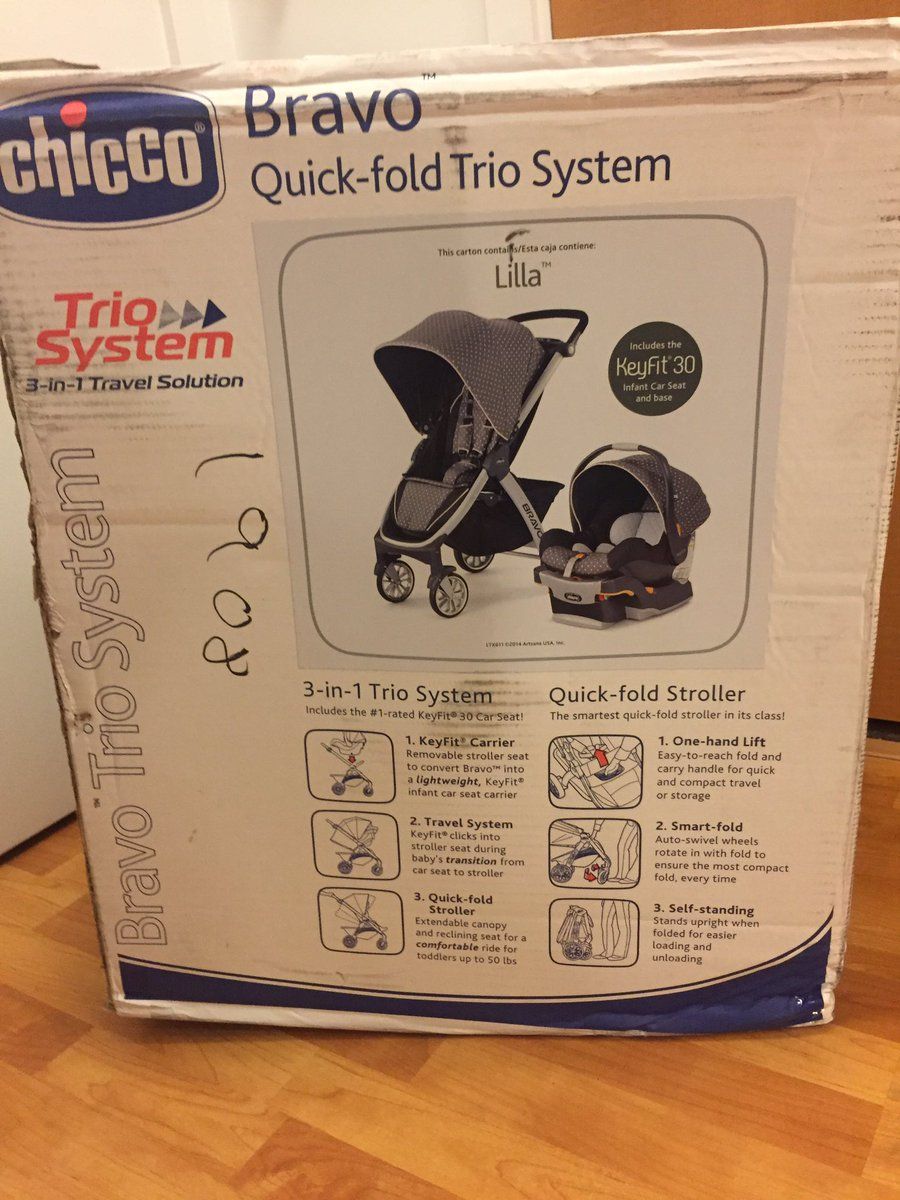 chicco®
Bravo™
Quick-fold Trio System
This carton contains/Esta caja contiene:
Lilla™
Trio
System
3-in-1 Travel Solution
Includes the
KeyFit® 30
Infant Car Seat
and base
BRAVO
chicco
LTX011 ©2014 Artsana USA, Inc.
Bravo™ Trio System
3-in-1 Trio System
Includes the #1-rated KeyFit® 30 Car Seat!
1. KeyFit® Carrier
Removable stroller seat
to convert Bravo™ into
a lightweight, KeyFit®
infant car seat carrier
2. Travel System
KeyFit® clicks into
stroller seat during
baby's transition from
car seat to stroller
3. Quick-fold
Stroller
Extendable canopy
and reclining seat for a
comfortable ride for
toddlers up to 50 lbs
Quick-fold Stroller
The smartest quick-fold stroller in its class!
1. One-hand Lift
Easy-to-reach fold and
carry handle for quick
and compact travel
or storage
2. Smart-fold
Auto-swivel wheels
rotate in with fold to
ensure the most compact
fold, every time
3. Self-standing
Stands upright when
folded for easier
loading and
unloading